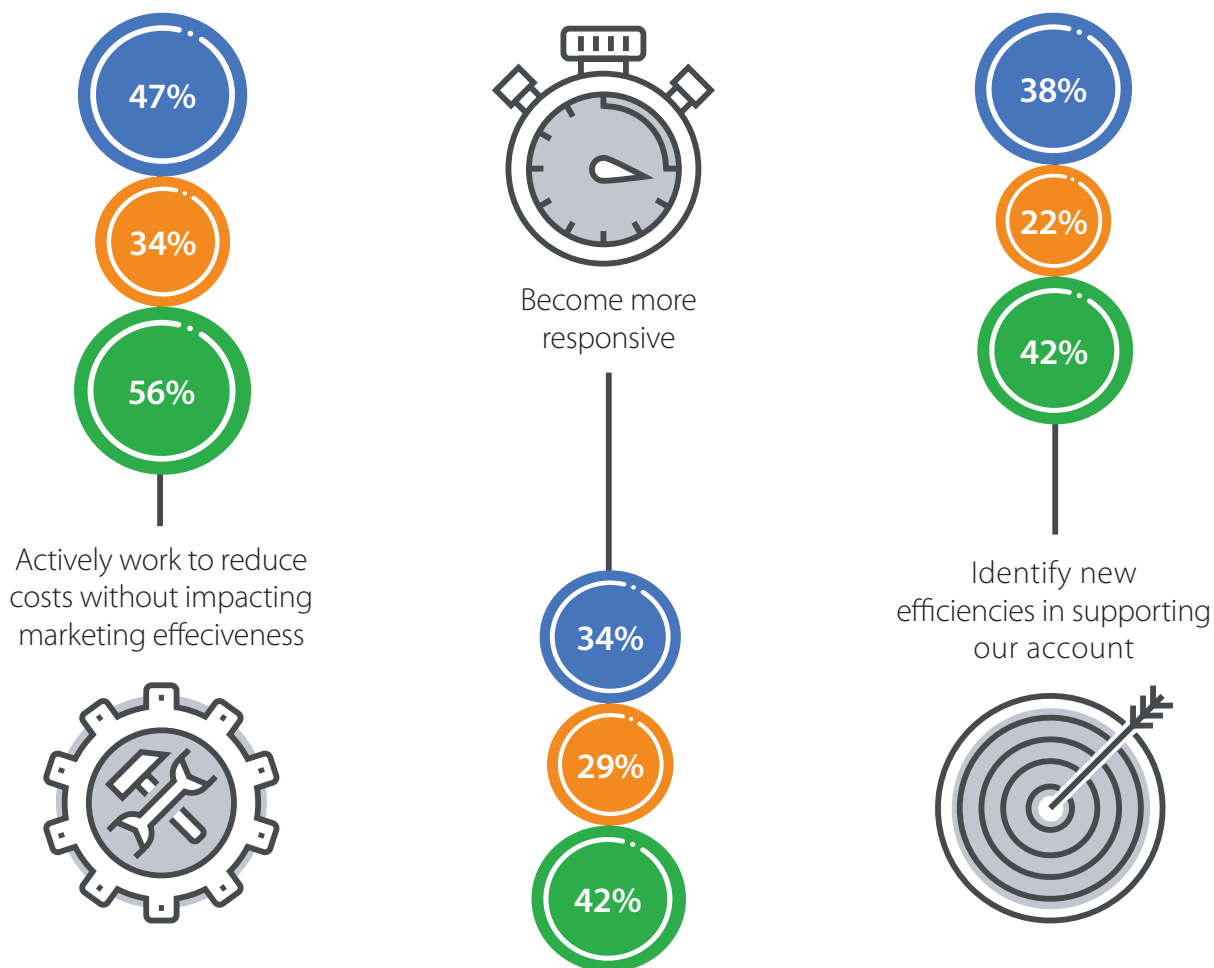 47%
34%
56%
Actively work to reduce
costs without impacting
marketing effeciveness
Become more
responsive
34%
29%
42%
38%
22%
42%
Identify new
efficiencies in supporting
our account